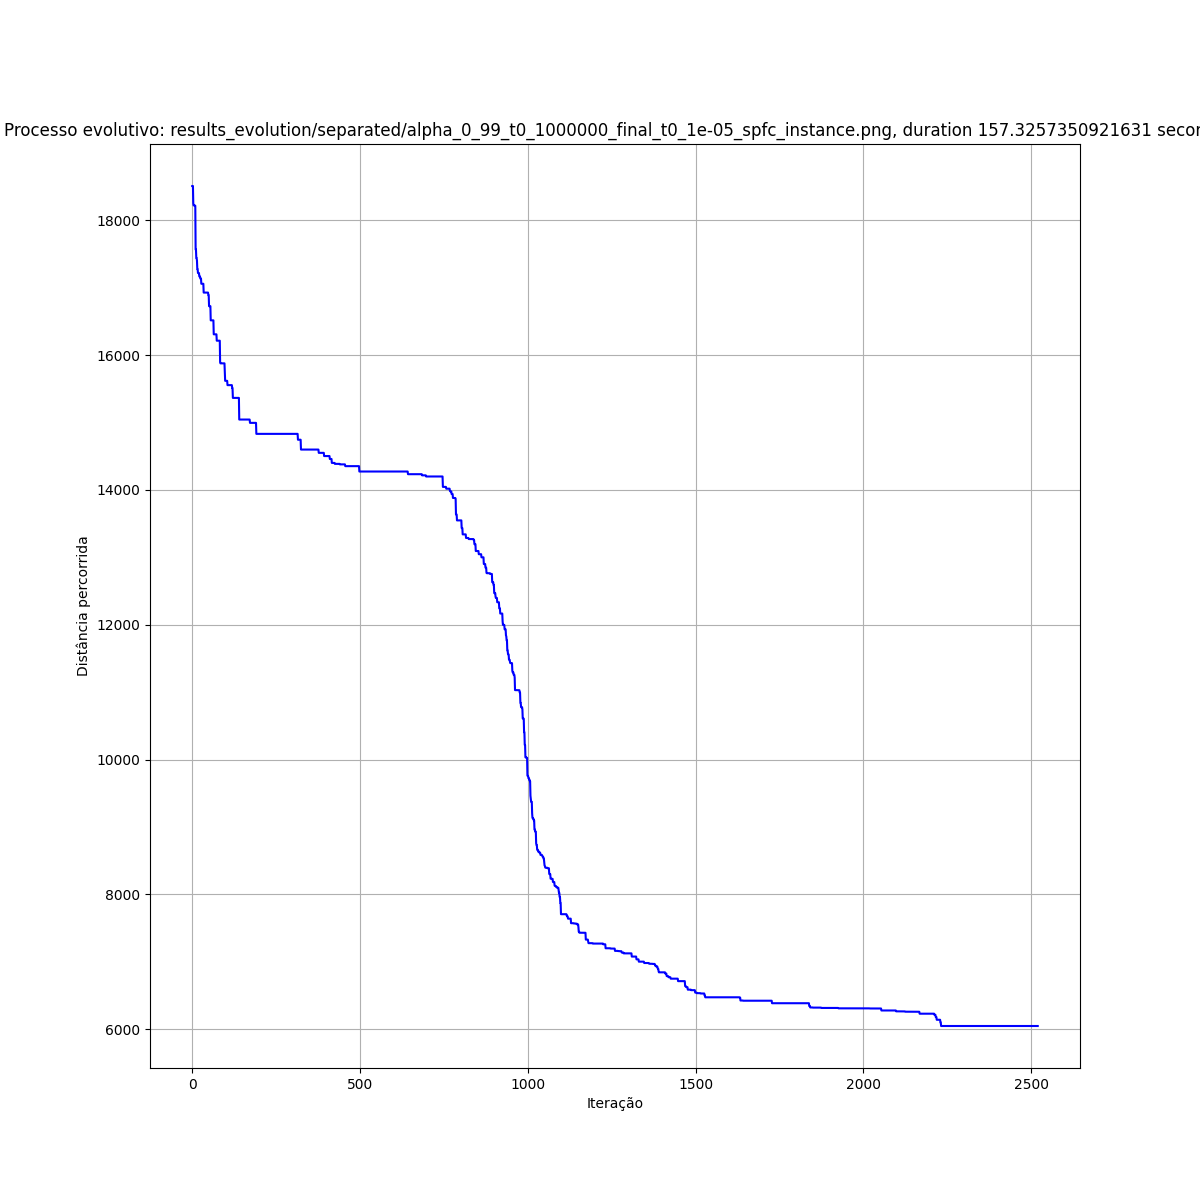 Processo evolutivo: results_evolution/separated/alpha_0_99_t0_1000000_final_t0_1e-05_spfc_instance.png, duration 157.3257350921631 secon
18000
16000
14000
12000
10000
8000
6000
Distância percorrida
0 500 1000 1500 2000 2500
Iteração